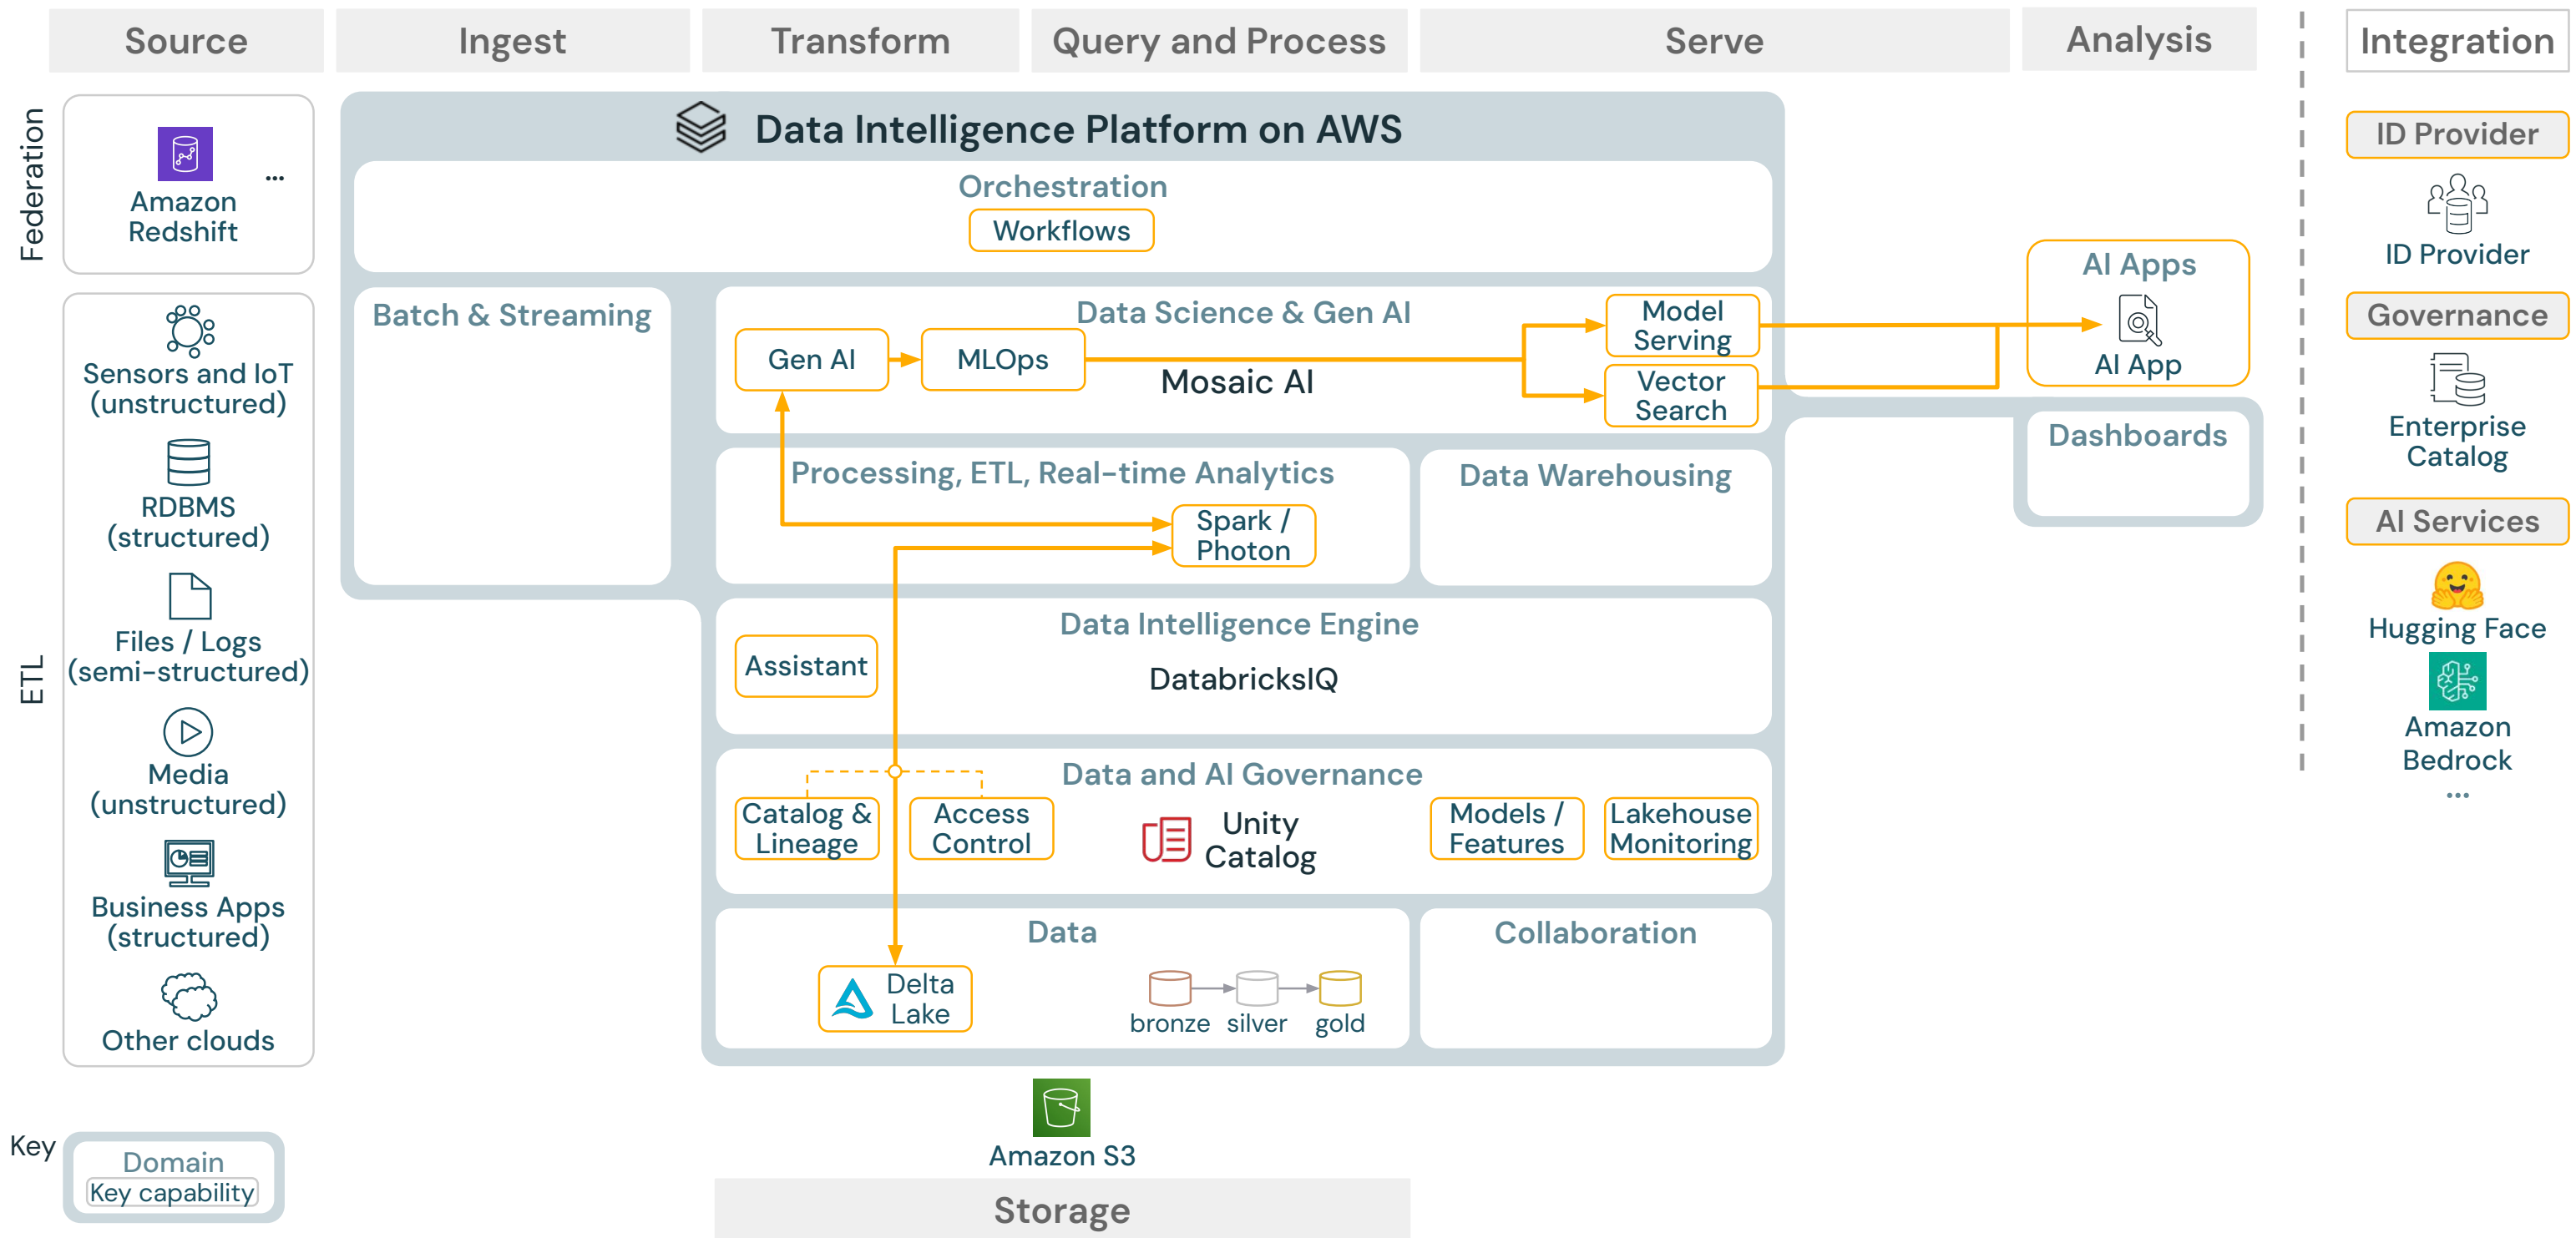 Source
Ingest
Transform
Query and Process
Serve
Analysis
Integration
Federation
Amazon
Redshift
...
ETL
Sensors and IoT
(unstructured)
RDBMS
(structured)
Files / Logs
(semi-structured)
Media
(unstructured)
Business Apps
(structured)
Other clouds
Data Intelligence Platform on AWS
Orchestration
Workflows
Batch & Streaming
Data Science & Gen AI
Gen AI
MLOps
Mosaic AI
Model
Serving
Vector
Search
Processing, ETL, Real-time Analytics
Spark /
Photon
Data Warehousing
Data Intelligence Engine
Assistant
DatabricksIQ
Data and AI Governance
Catalog &
Lineage
Access
Control
Unity
Catalog
Models /
Features
Lakehouse
Monitoring
Data
Delta
Lake
bronze
silver
gold
Collaboration
AI Apps
AI App
Dashboards
ID Provider
ID Provider
Governance
Enterprise
Catalog
AI Services
Hugging Face
Amazon
Bedrock
...
Amazon S3
Storage
Key
Domain
Key capability